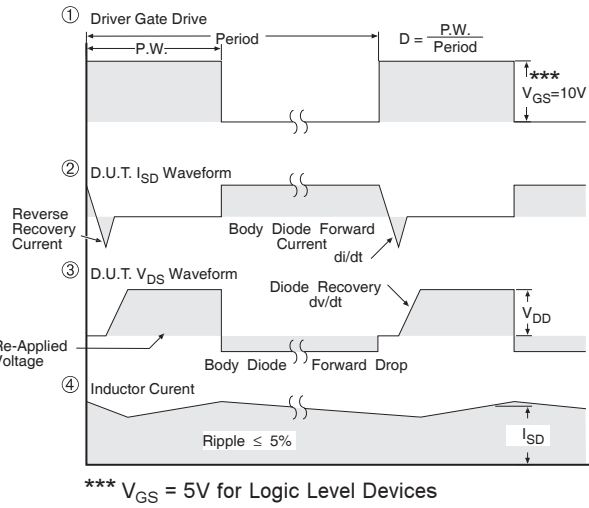 ① Driver Gate Drive
P.W.
Period
D = P.W. / Period
***
VGS=10V
② D.U.T. ISD Waveform
Reverse
Recovery
Current
Body Diode Forward
Current
di/dt
③ D.U.T. VDS Waveform
Diode Recovery
dv/dt
VDD
Re-Applied
Voltage
Body Diode Forward Drop
④ Inductor Curent
Ripple ≤ 5%
ISD
*** VGS = 5V for Logic Level Devices